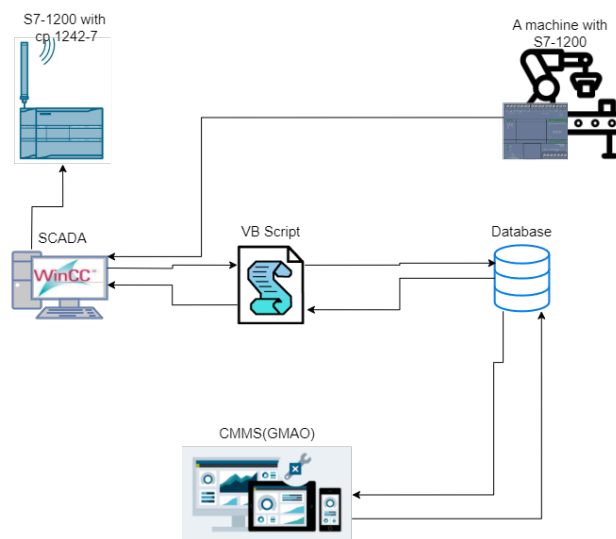 S7-1200 with
cp 1242-7
A machine with
S7-1200
SCADA
WinCC
VB Script
Database
CMMS(GMAO)